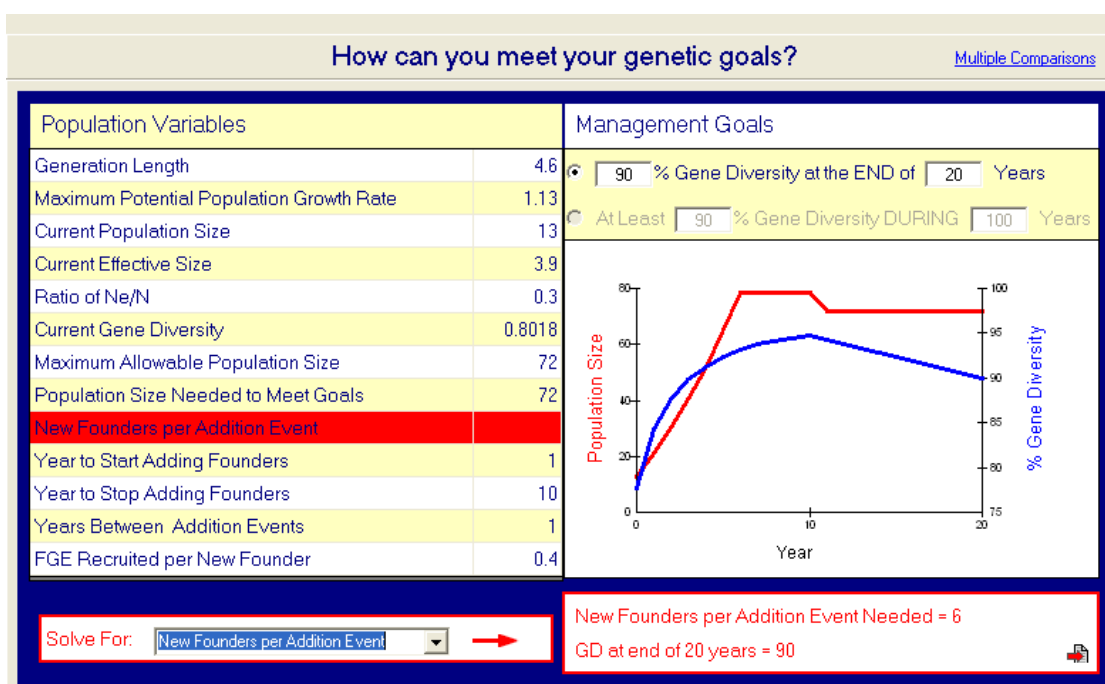 How can you meet your genetic goals?
Multiple Comparisons
Population Variables
Generation Length 4.6
Maximum Potential Population Growth Rate 1.13
Current Population Size 13
Current Effective Size 3.9
Ratio of Ne/N 0.3
Current Gene Diversity 0.8018
Maximum Allowable Population Size 72
Population Size Needed to Meet Goals 72
New Founders per Addition Event
Year to Start Adding Founders 1
Year to Stop Adding Founders 10
Years Between Addition Events 1
FGE Recruited per New Founder 0.4
Solve For: New Founders per Addition Event
Management Goals
90 % Gene Diversity at the END of 20 Years
At Least 90 % Gene Diversity DURING 100 Years
Population Size
80
60
40
20
0
0 10 20
Year
100
95
90
85
80
75
% Gene Diversity
New Founders per Addition Event Needed = 6
GD at end of 20 years = 90